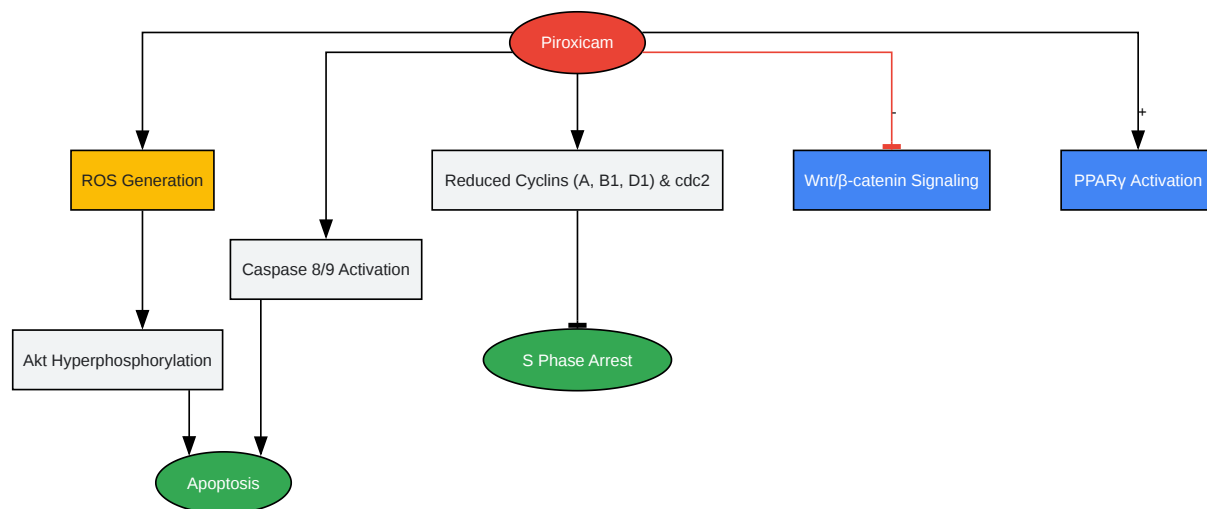 Piroxicam
-
+
ROS Generation
Reduced Cyclins (A, B1, D1) & cdc2
Wnt/β-catenin Signaling
PPARγ Activation
Caspase 8/9 Activation
Akt Hyperphosphorylation
S Phase Arrest
Apoptosis